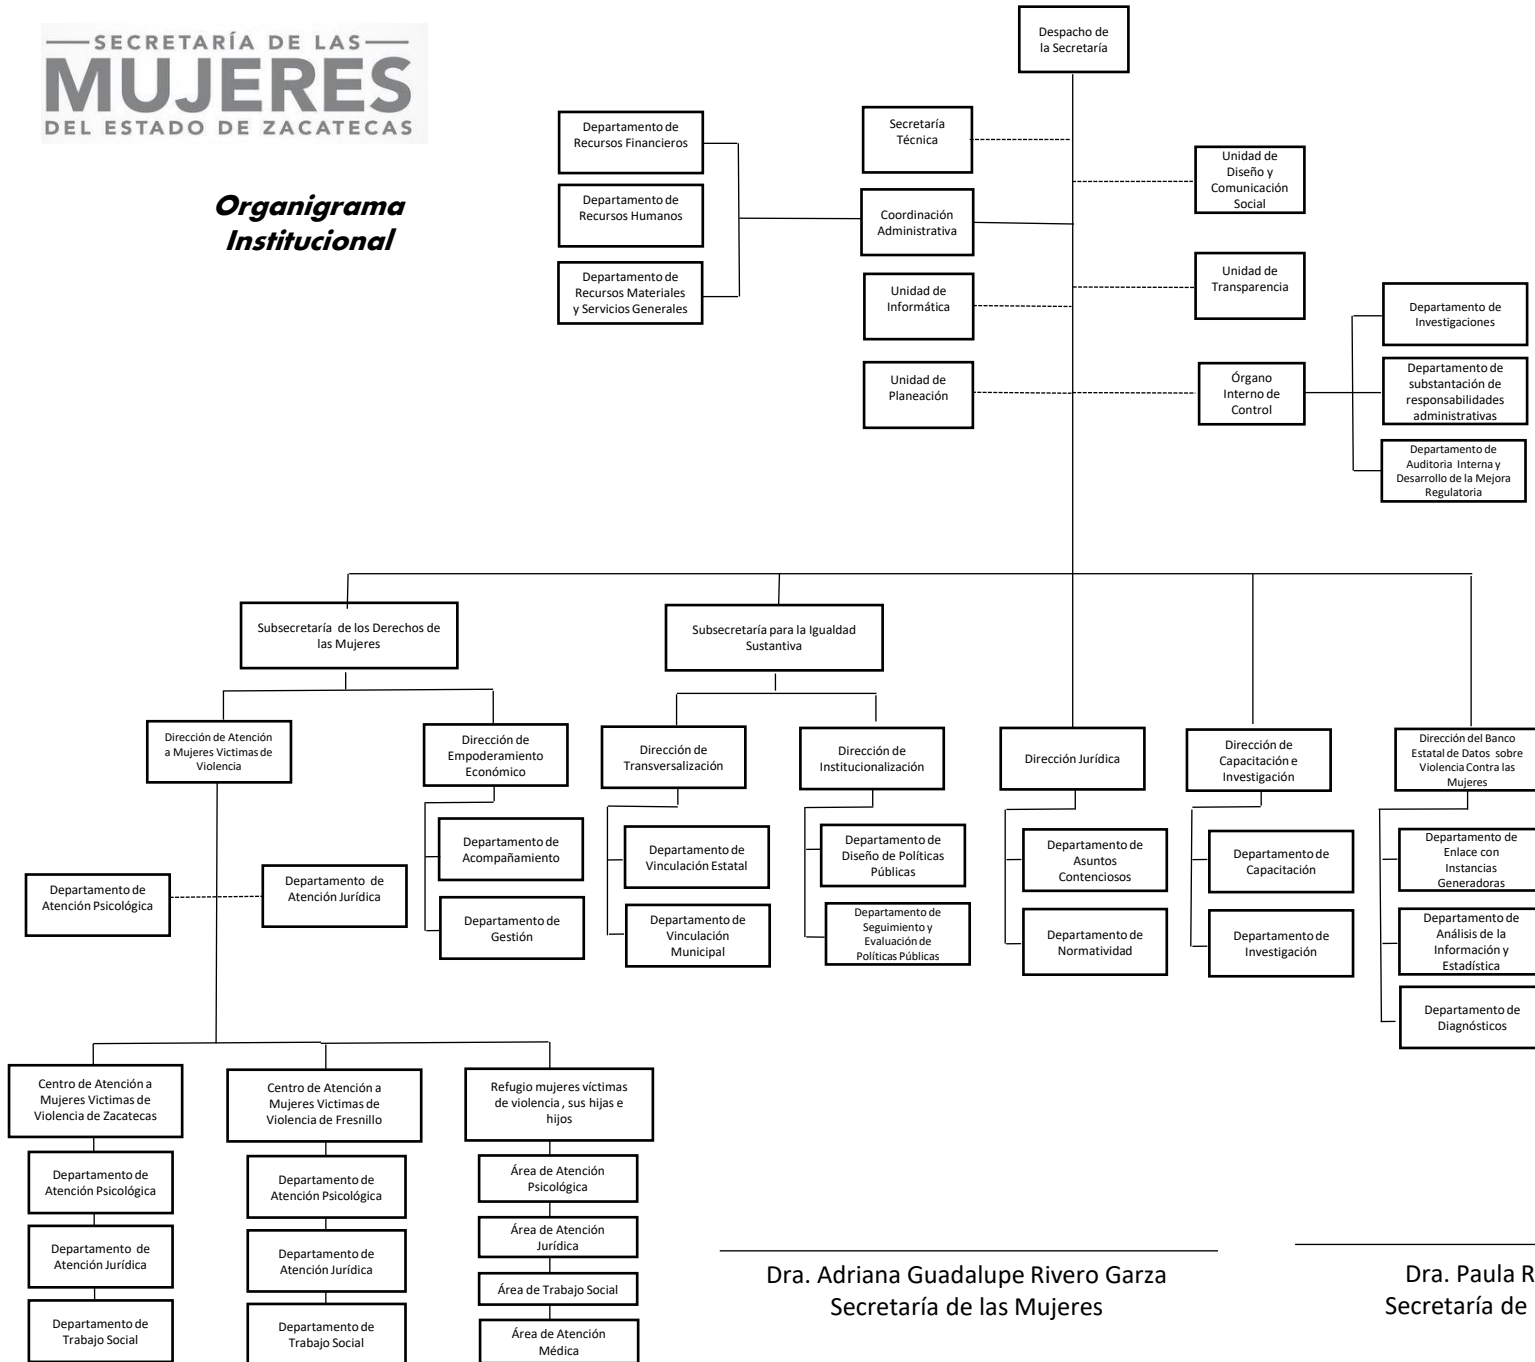 SECRETARÍA DE LAS
MUJERES
DEL ESTADO DE ZACATECAS
Organigrama
Institucional
Despacho de
la Secretaría
Departamento de
Recursos Financieros
Secretaría
Técnica
Unidad de
Diseño y
Comunicación
Social
Departamento de
Recursos Humanos
Coordinación
Administrativa
Departamento de
Recursos Materiales
y Servicios Generales
Unidad de
Informática
Unidad de
Transparencia
Departamento de
Investigaciones
Unidad de
Planeación
Órgano
Interno de
Control
Departamento de
substantación de
responsabilidades
administrativas
Departamento de
Auditoria Interna y
Desarrollo de la Mejora
Regulatoria
Subsecretaría de los Derechos de
las Mujeres
Subsecretaría para la Igualdad
Sustantiva
Dirección de Atención
a Mujeres Victimas de
Violencia
Dirección de
Empoderamiento
Económico
Dirección de
Transversalización
Dirección de
Institucionalización
Dirección Jurídica
Dirección de
Capacitación e
Investigación
Dirección del Banco
Estatal de Datos sobre
Violencia Contra las
Mujeres
Departamento de
Acompañamiento
Departamento de
Vinculación Estatal
Departamento de
Diseño de Políticas
Públicas
Departamento de
Asuntos
Contenciosos
Departamento de
Capacitación
Departamento de
Enlace con
Instancias
Generadoras
Departamento de
Atención Psicológica
Departamento de
Atención Jurídica
Departamento de
Gestión
Departamento de
Vinculación
Municipal
Departamento de
Seguimiento y
Evaluación de
Políticas Públicas
Departamento de
Normatividad
Departamento de
Investigación
Departamento de
Análisis de la
Información y
Estadística
Departamento de
Diagnósticos
Centro de Atención a
Mujeres Victimas de
Violencia de Zacatecas
Centro de Atención a
Mujeres Victimas de
Violencia de Fresnillo
Refugio mujeres víctimas
de violencia , sus hijas e
hijos
Departamento de
Atención Psicológica
Departamento de
Atención Psicológica
Área de Atención
Psicológica
Departamento de
Atención Jurídica
Departamento de
Atención Jurídica
Área de Atención
Jurídica
Área de Trabajo Social
Departamento de
Trabajo Social
Departamento de
Trabajo Social
Área de Atención
Médica
Dra. Adriana Guadalupe Rivero Garza
Secretaría de las Mujeres
Dra. Paula R
Secretaría de